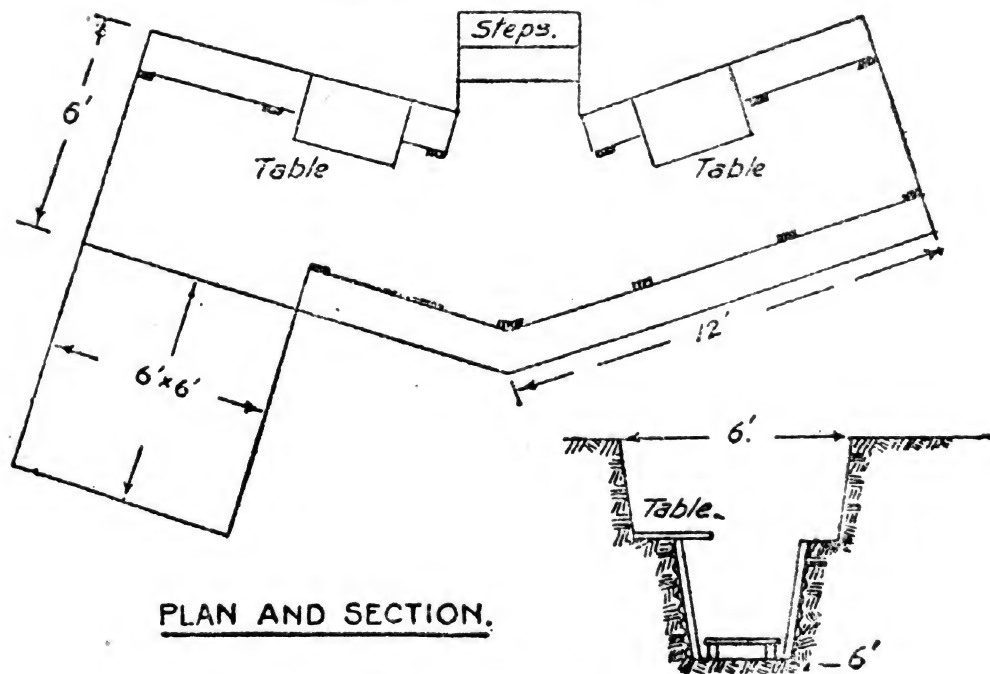 Steps.
6'
Table
Table
6'×6'
12'
6'.
Table.
6'
PLAN AND SECTION.